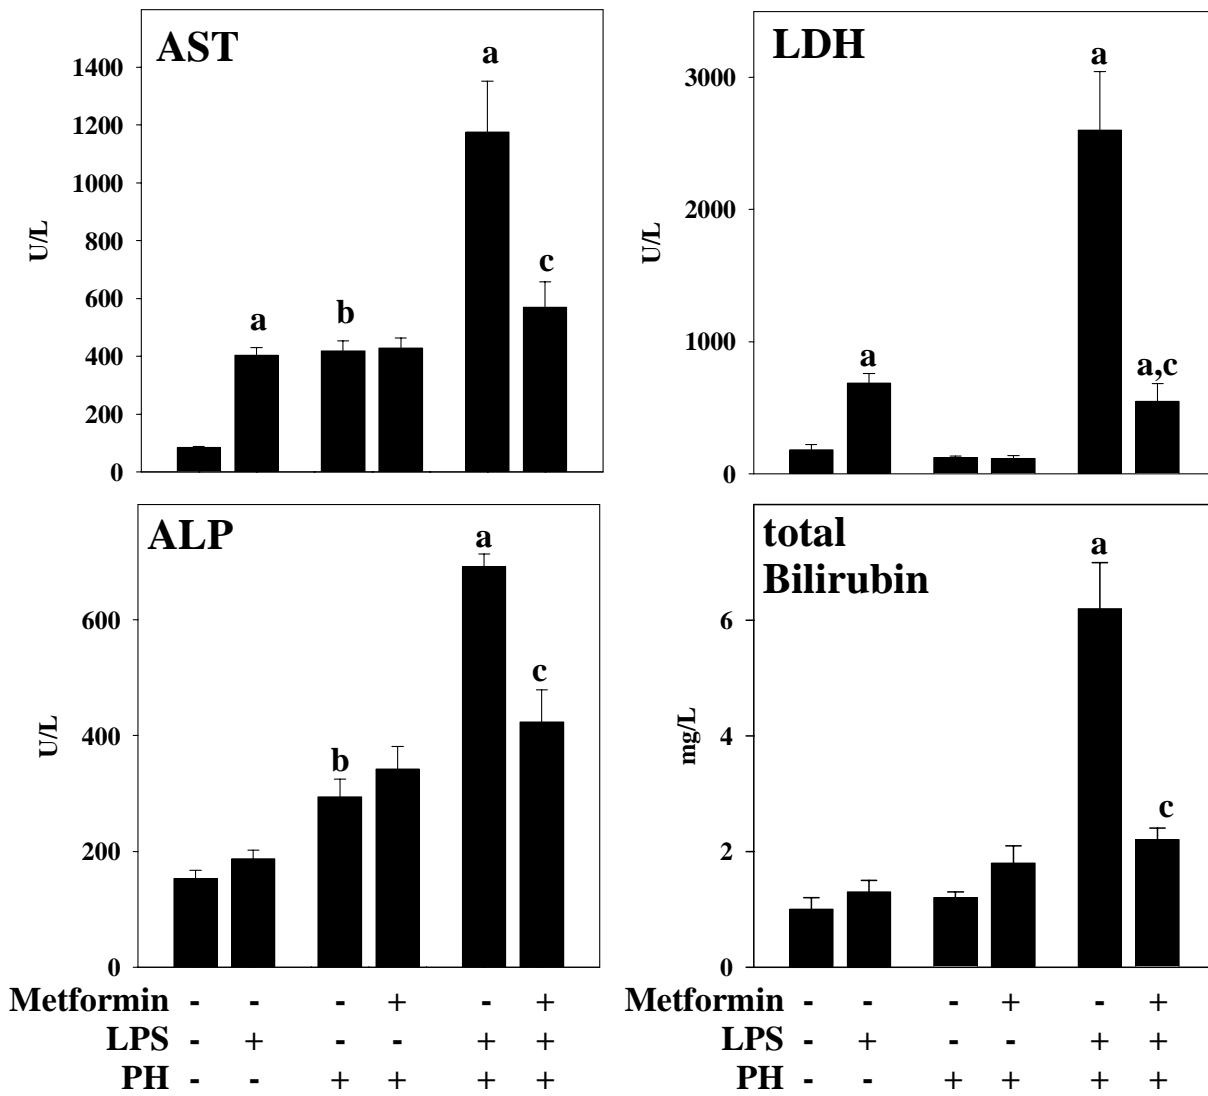 AST
1400
1200
1000
800
600
400
200
0
U/L
a
b
a
c
LDH
3000
2000
1000
0
U/L
a
a
a,c
ALP
600
400
200
0
U/L
b
a
c
total
Bilirubin
6
4
2
0
mg/L
a
c
Metformin - - - + - +
LPS - + - - + +
PH - - + + + +
Metformin - - - + - +
LPS - + - - + +
PH - - + + + +